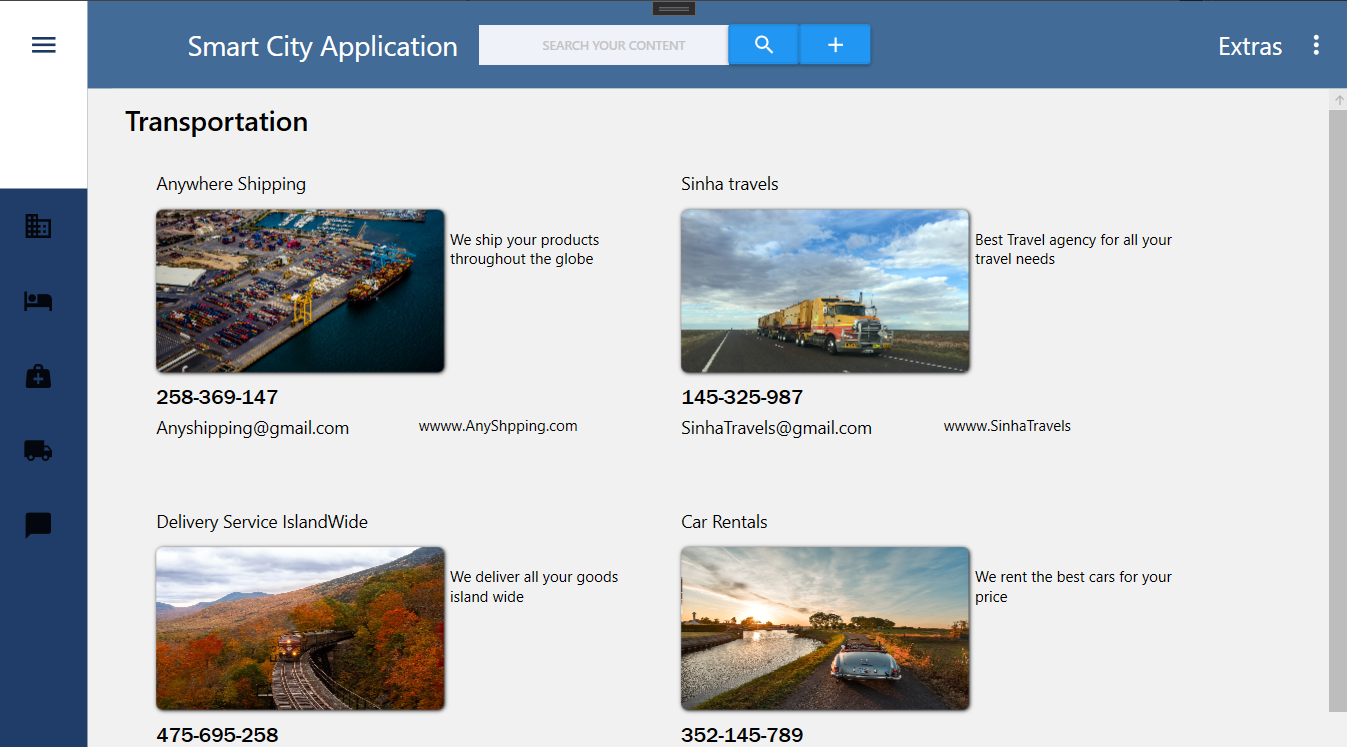 Smart City Application
SEARCH YOUR CONTENT
Extras
Transportation
Anywhere Shipping
We ship your products
throughout the globe
258-369-147
Anyshipping@gmail.com
wwww.AnyShpping.com
Sinha travels
Best Travel agency for all your
travel needs
145-325-987
SinhaTravels@gmail.com
wwww.SinhaTravels
Delivery Service IslandWide
We deliver all your goods
island wide
475-695-258
Car Rentals
We rent the best cars for your
price
352-145-789